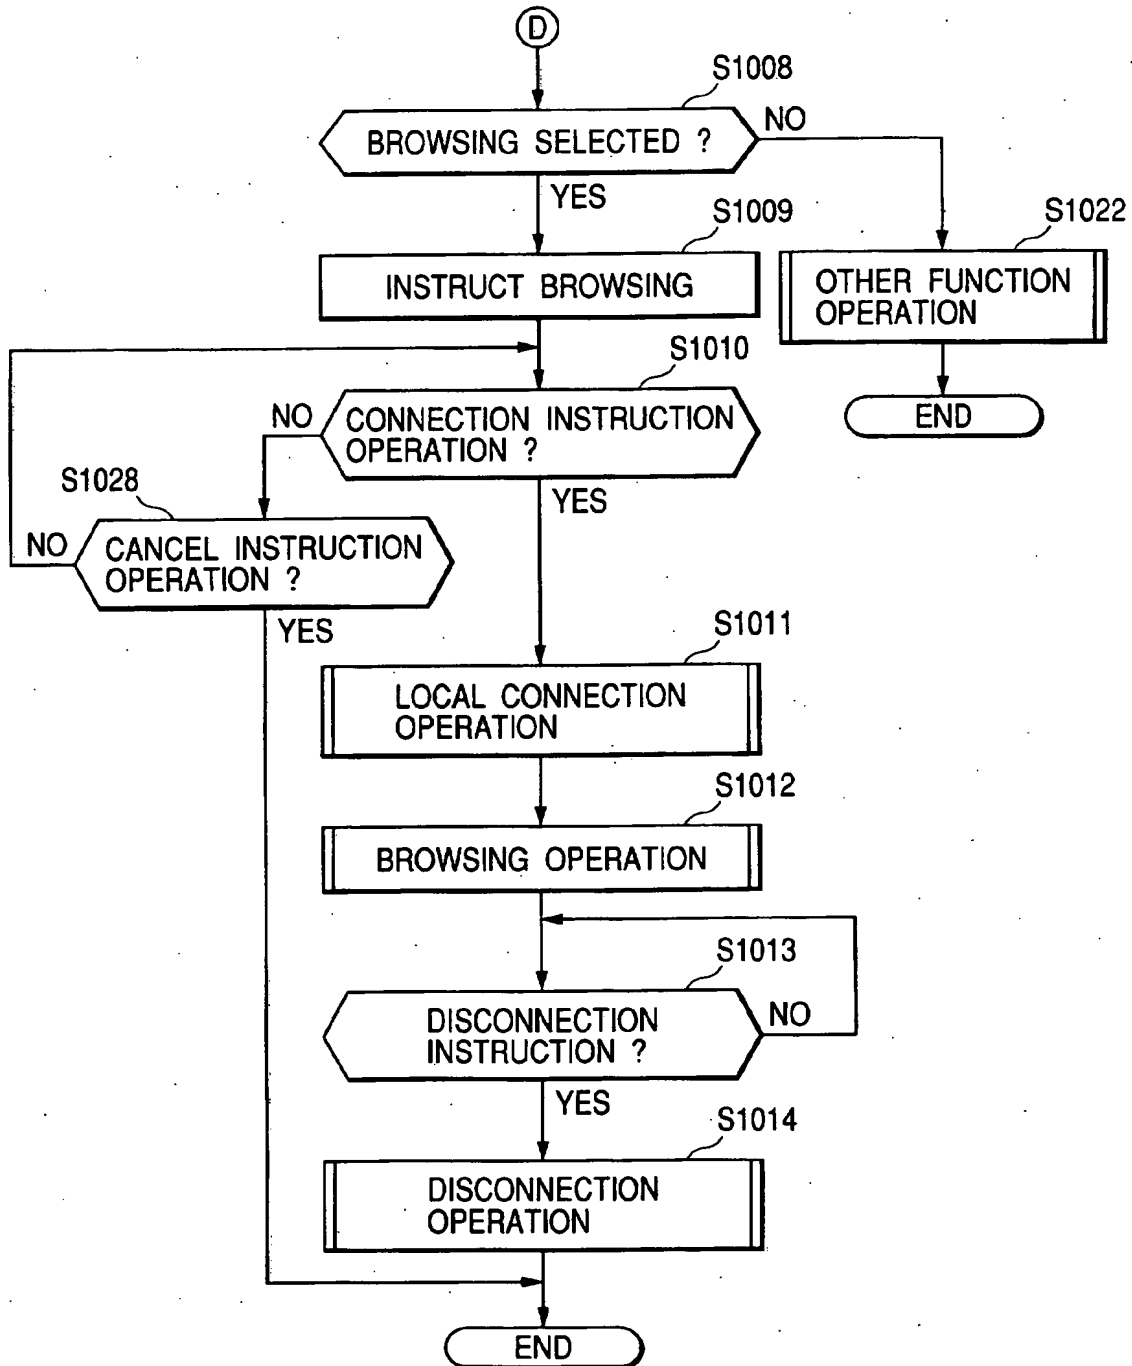 D
S1008
BROWSING SELECTED ?
NO
YES
S1009
INSTRUCT BROWSING
S1022
OTHER FUNCTION
OPERATION
END
S1010
CONNECTION INSTRUCTION
OPERATION ?
NO
YES
S1028
CANCEL INSTRUCTION
OPERATION ?
NO
YES
S1011
LOCAL CONNECTION
OPERATION
S1012
BROWSING OPERATION
S1013
DISCONNECTION
INSTRUCTION ?
NO
YES
S1014
DISCONNECTION
OPERATION
END